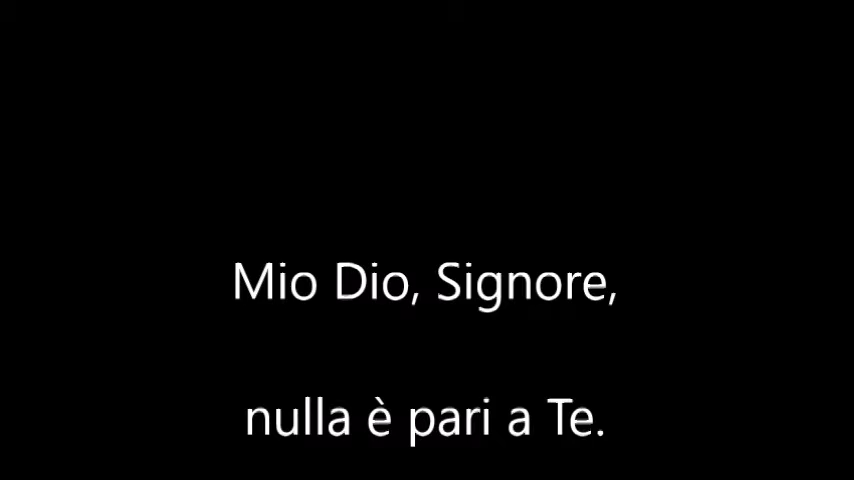 Mio Dio, Signore,
nulla è pari a Te.